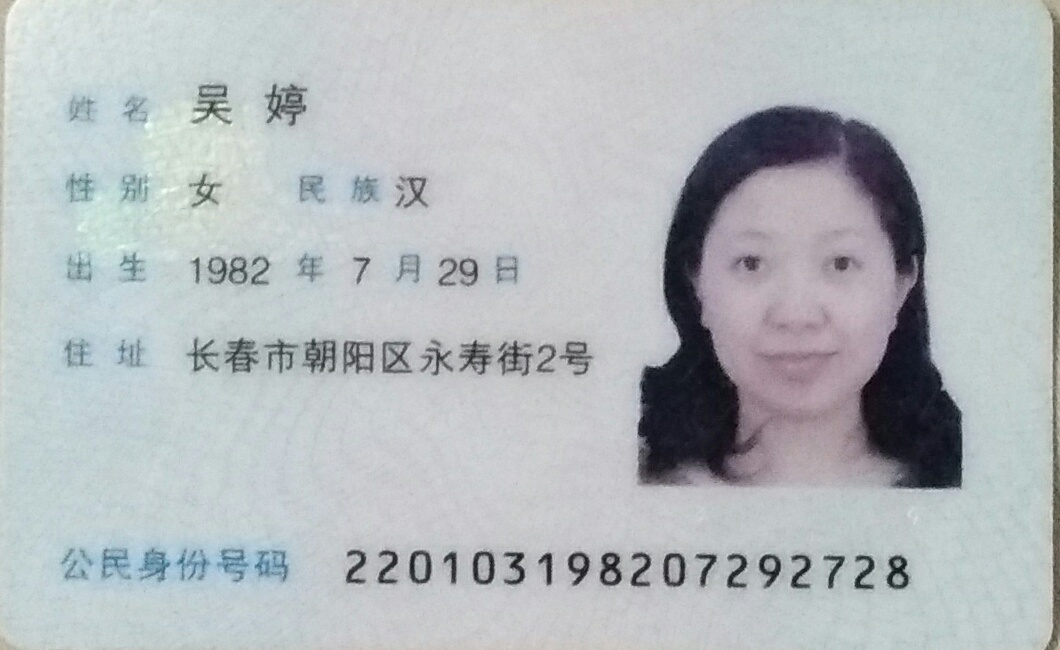 姓名 吴婷
性别 女 民族 汉
出生 1982 年 7 月 29 日
住址 长春市朝阳区永寿街2号
公民身份号码 220103198207292728